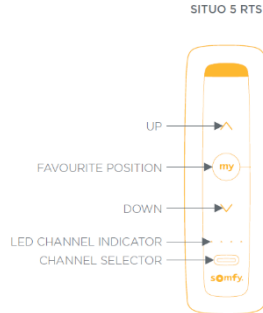 SITUO 5 RTS
UP
FAVOURITE POSITION
my
DOWN
LED CHANNEL INDICATOR
CHANNEL SELECTOR
somfy.